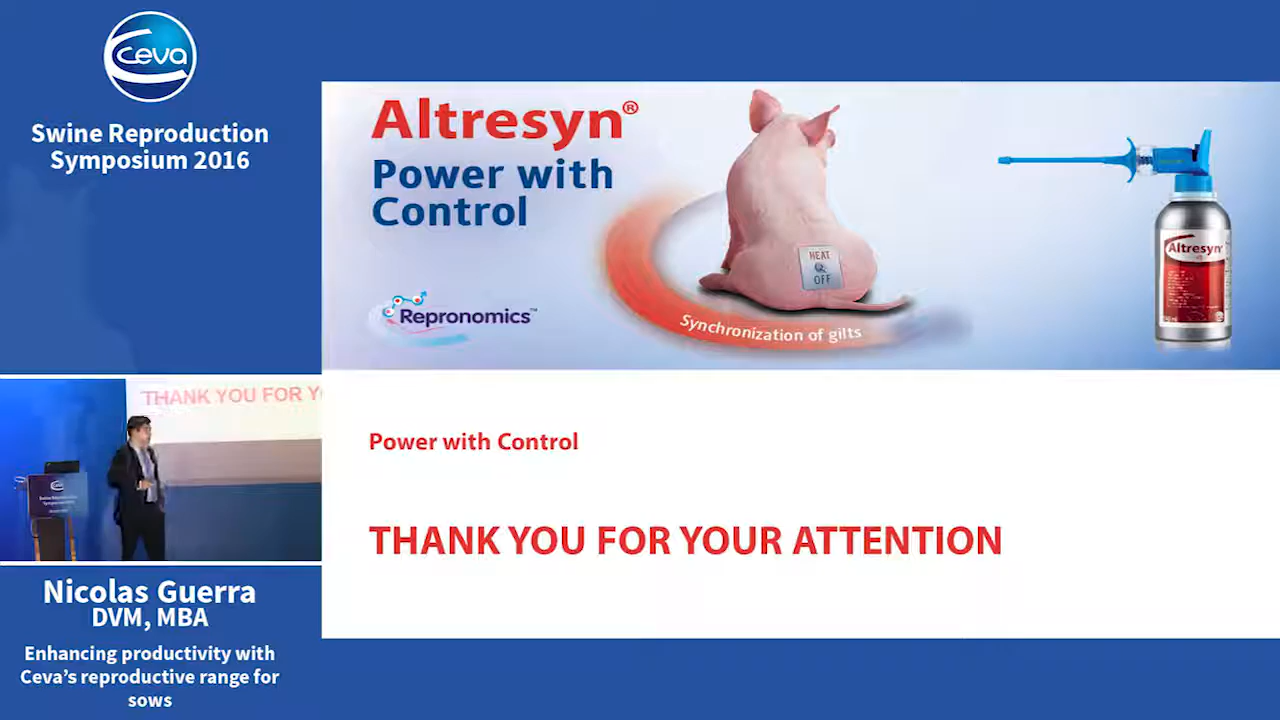 Ceva
Swine Reproduction
Symposium 2016
Altresyn®
Power with
Control
Repronomics™
HEAT
OFF
Synchronization of gilts
Altresyn®
Power with Control
THANK YOU FOR YOUR ATTENTION
THANK YOU FOR Y
Nicolas Guerra
DVM, MBA
Enhancing productivity with
Ceva’s reproductive range for
sows